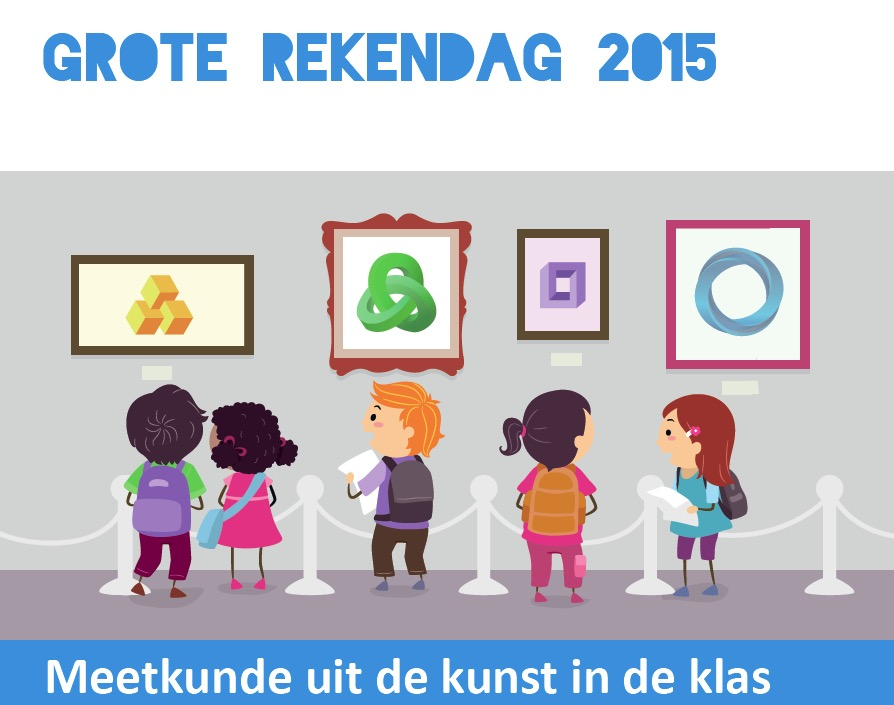 GROTE REKENDAG 2015
Meetkunde uit de kunst in de klas